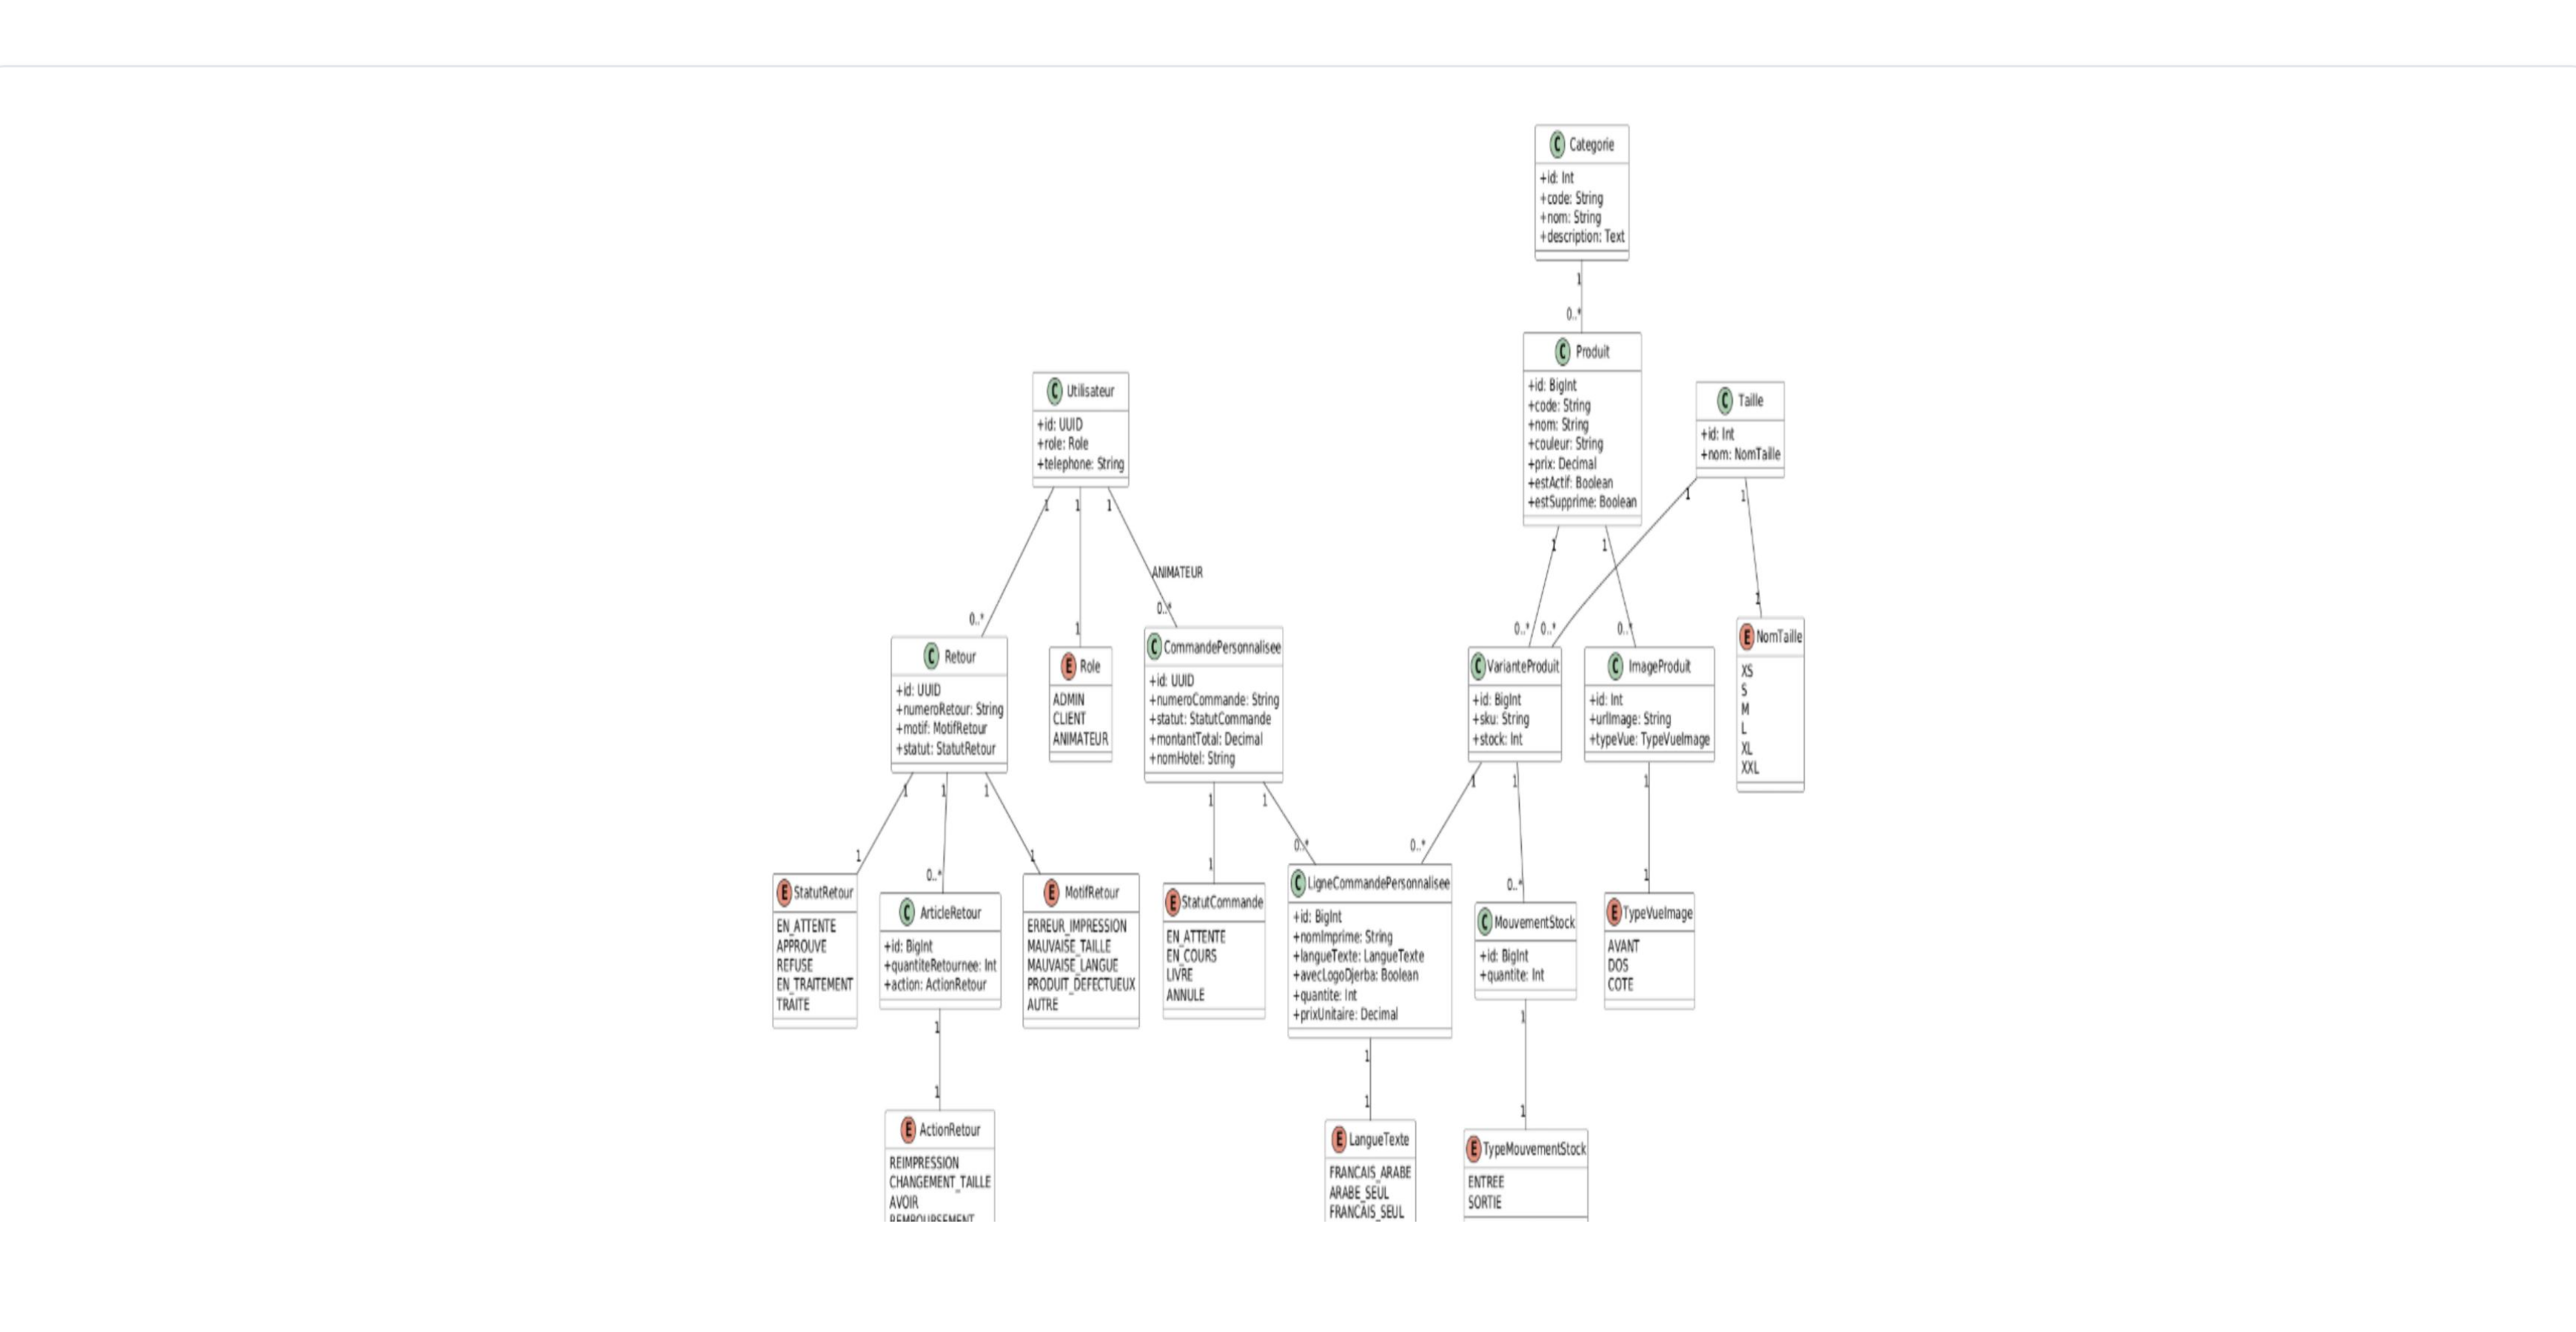 C Categorie
+id: Int
+code: String
+nom: String
+description: Text
1
0..*
C Produit
+id: BigInt
+code: String
+nom: String
+couleur: String
+prix: Decimal
+estActif: Boolean
+estSupprime: Boolean
C Utilisateur
+id: UUID
+role: Role
+telephone: String
C Taille
+id: Int
+nom: NomTaille
1
1
1
1
1
1
1
ANIMATEUR
0..*
1
0..*
0..*
0..*
0..*
1
C Retour
+id: UUID
+numeroRetour: String
+motif: MotifRetour
+statut: StatutRetour
E Role
ADMIN
CLIENT
ANIMATEUR
C CommandePersonnalisee
+id: UUID
+numeroCommande: String
+statut: StatutCommande
+montantTotal: Decimal
+nomHotel: String
C VarianteProduit
+id: BigInt
+sku: String
+stock: Int
C ImageProduit
+id: Int
+urlImage: String
+typeVue: TypeVueImage
E NomTaille
XS
S
M
L
XL
XXL
1
1
1
1
1
1
1
1
1
0..*
1
1
0..*
0..*
0..*
1
E StatutRetour
EN_ATTENTE
APPROUVE
REFUSE
EN_TRAITEMENT
TRAITE
C ArticleRetour
+id: BigInt
+quantiteRetournee: Int
+action: ActionRetour
E MotifRetour
ERREUR_IMPRESSION
MAUVAISE_TAILLE
MAUVAISE_LANGUE
PRODUIT_DEFECTUEUX
AUTRE
E StatutCommande
EN_ATTENTE
EN_COURS
LIVRE
ANNULE
C LigneCommandePersonnalisee
+id: BigInt
+nomImprime: String
+langueTexte: LangueTexte
+avecLogoDjerba: Boolean
+quantite: Int
+prixUnitaire: Decimal
C MouvementStock
+id: BigInt
+quantite: Int
E TypeVueImage
AVANT
DOS
COTE
1
1
1
1
1
1
E ActionRetour
REIMPRESSION
CHANGEMENT_TAILLE
AVOIR
REMBOURSEMENT
E LangueTexte
FRANCAIS_ARABE
ARABE_SEUL
FRANCAIS_SEUL
E TypeMouvementStock
ENTREE
SORTIE